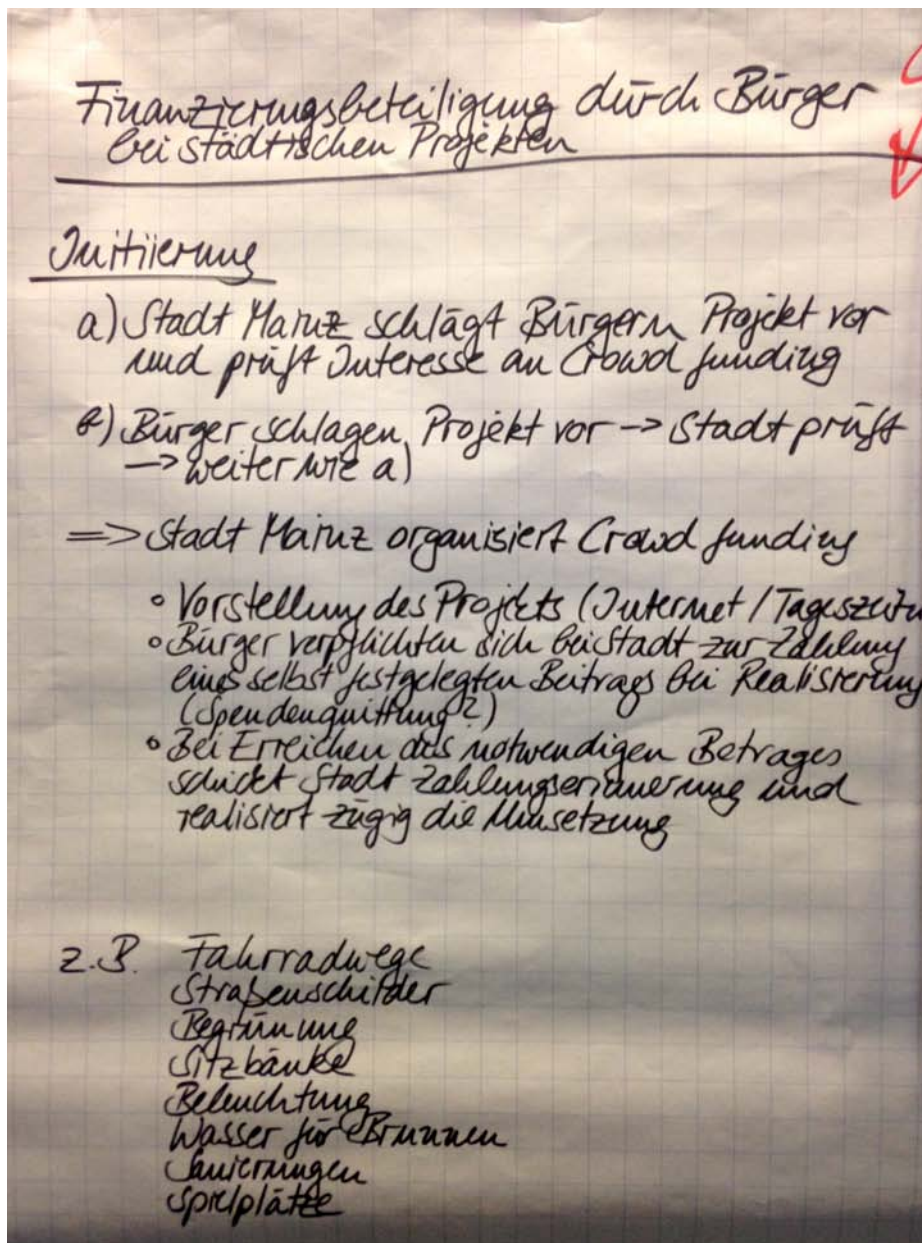 Finanzierungsbeteiligung durch Bürger
bei städtischen Projekten
Initiierung
a) Stadt Mainz schlägt Bürgern Projekt vor
und prüft Interesse an Crowd funding
b) Bürger schlagen Projekt vor -> Stadt prüft
-> weiter wie a)
=> Stadt Mainz organisiert Crowd funding
• Vorstellung des Projekts (Internet / Tageszeitu
• Bürger verpflichten sich bei Stadt zur Zahlung
eines selbst festgelegten Beitrags bei Realisierung
(Spendenquittung?)
• Bei Erreichen des notwendigen Betrages
schickt Stadt Zahlungserinnerung und
realisiert zügig die Umsetzung
z.B. Fahrradwege
Straßenschilder
Begrünung
Sitzbänke
Beleuchtung
Wasser für Brunnen
Sanierungen
Spielplätze